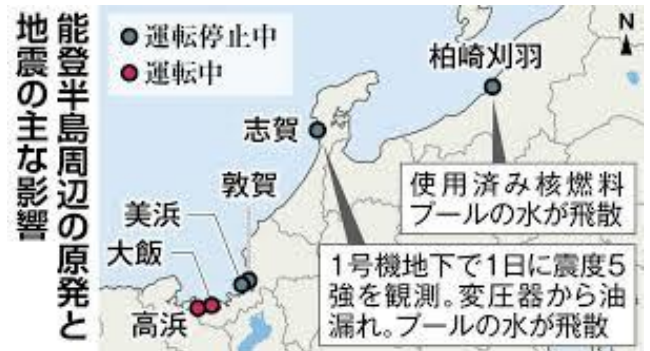 能登半島周辺の原発と
地震の主な影響
運転停止中
運転中
N
柏崎刈羽
志賀
敦賀
美浜
大飯
高浜
使用済み核燃料
プールの水が飛散
1号機地下で1日に震度5
強を観測。変圧器から油
漏れ。プールの水が飛散